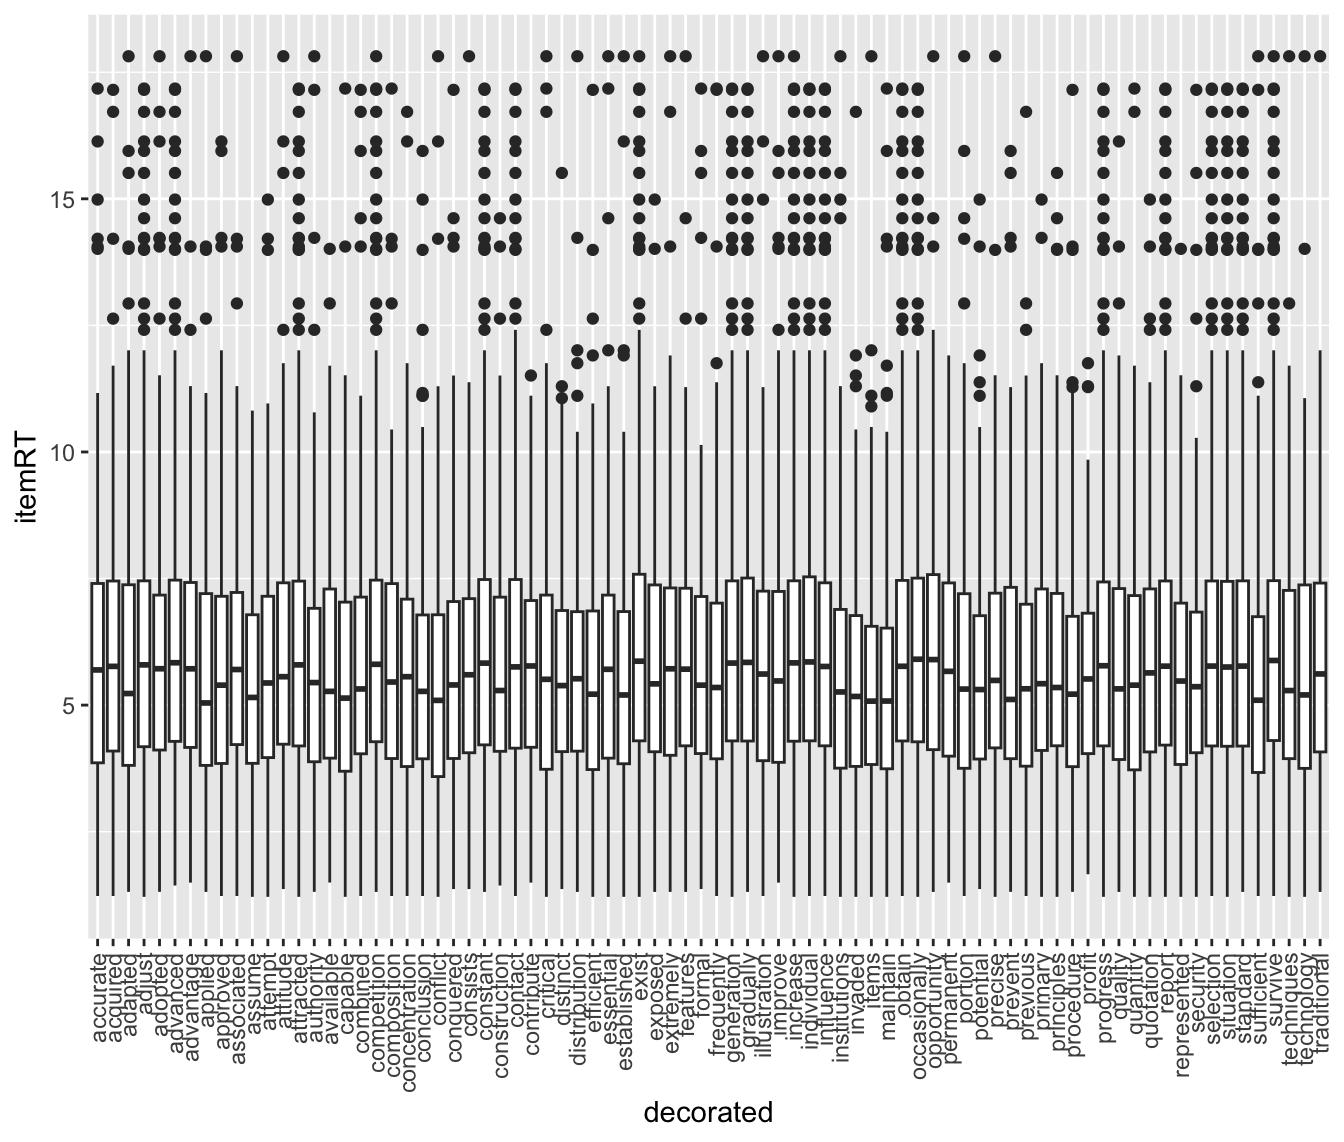 15
10
5
itemRT
accurate
acquired
adapted
adjust
adopted
advanced
advantage
applied
approved
associated
assume
attempt
attitude
attracted
authority
available
capable
combined
competition
composition
concentration
conclusion
conflict
conquered
consists
constant
construction
contact
contribute
critical
distinct
distribution
efficient
essential
established
exist
exposed
extremely
features
formal
frequently
generation
gradually
illustration
improve
increase
individual
influence
institutions
invaded
items
maintain
obtain
occasionally
opportunity
permanent
portion
potential
precise
prevent
previous
primary
principles
procedure
profit
progress
quality
quantity
quotation
report
represented
security
selection
situation
standard
sufficient
survive
techniques
technology
traditional
decorated